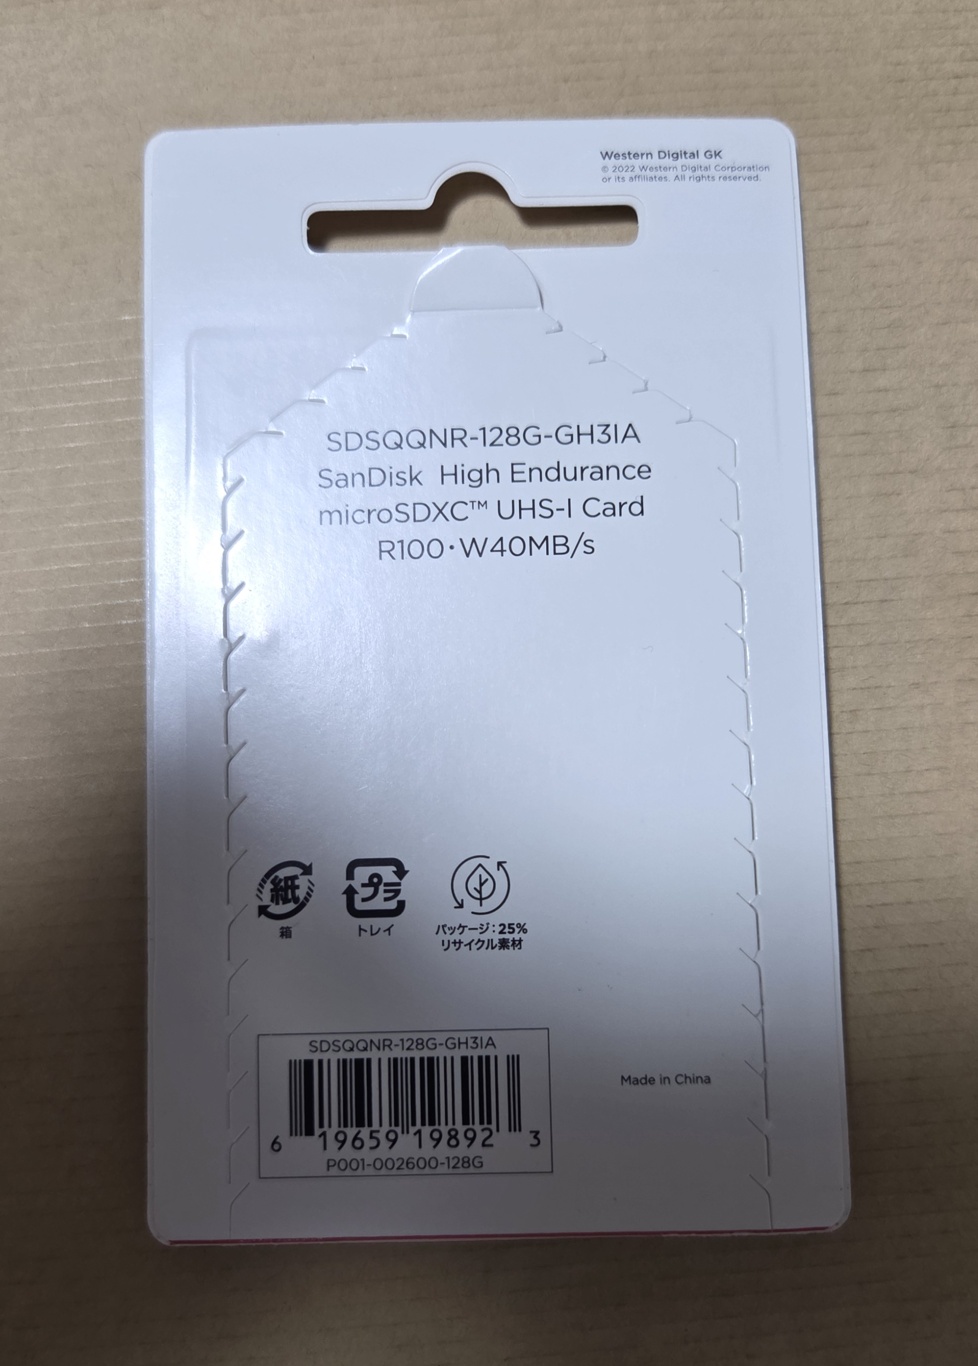 Western Digital GK
© 2022 Western Digital Corporation
or its affiliates. All rights reserved.
SDSQQNR-128G-GH3IA
SanDisk High Endurance
microSDXC™ UHS-I Card
R100・W40MB/s
紙
箱
プラ
トレイ
パッケージ：25%
リサイクル素材
SDSQQNR-128G-GH3IA
6 19659 19892 3
P001-002600-128G
Made in China